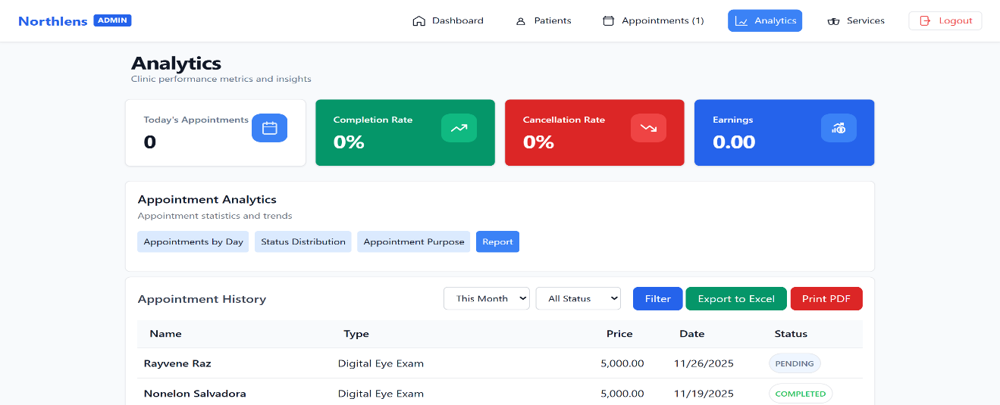 Northlens ADMIN Dashboard Patients Appointments (1) Analytics Services Logout
Analytics
Clinic performance metrics and insights
Today's Appointments
0
Completion Rate
0%
Cancellation Rate
0%
Earnings
0.00
Appointment Analytics
Appointment statistics and trends
Appointments by Day Status Distribution Appointment Purpose Report
Appointment History This Month All Status Filter Export to Excel Print PDF
Name Type Price Date Status
Rayvene Raz Digital Eye Exam 5,000.00 11/26/2025 PENDING
Nonelon Salvadora Digital Eye Exam 5,000.00 11/19/2025 COMPLETED